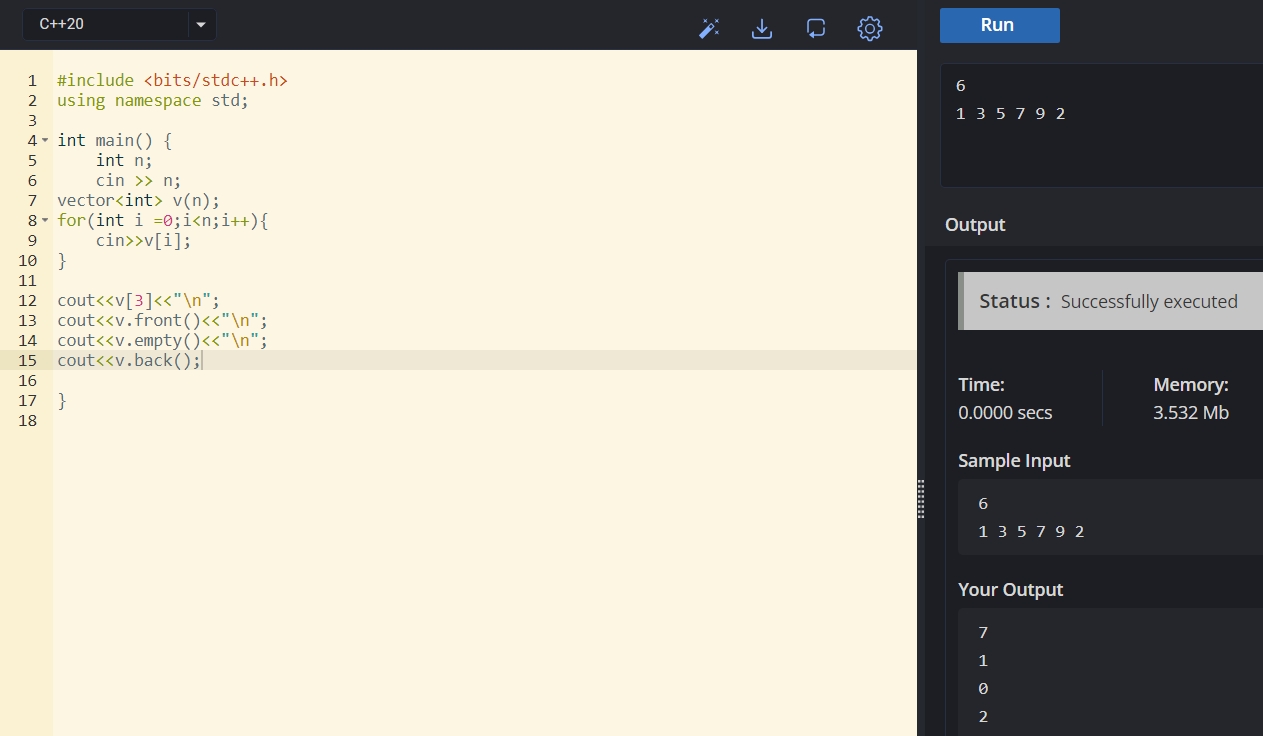 C++20
1 #include <bits/stdc++.h>
2 using namespace std;
3
4 int main() {
5     int n;
6     cin >> n;
7 vector<int> v(n);
8 for(int i =0;i<n;i++){
9     cin>>v[i];
10 }
11
12 cout<<v[3]<<"\n";
13 cout<<v.front()<<"\n";
14 cout<<v.empty()<<"\n";
15 cout<<v.back();
16
17 }
18
Run
6
1 3 5 7 9 2
Output
Status : Successfully executed
Time: Memory:
0.0000 secs 3.532 Mb
Sample Input
6
1 3 5 7 9 2
Your Output
7
1
0
2